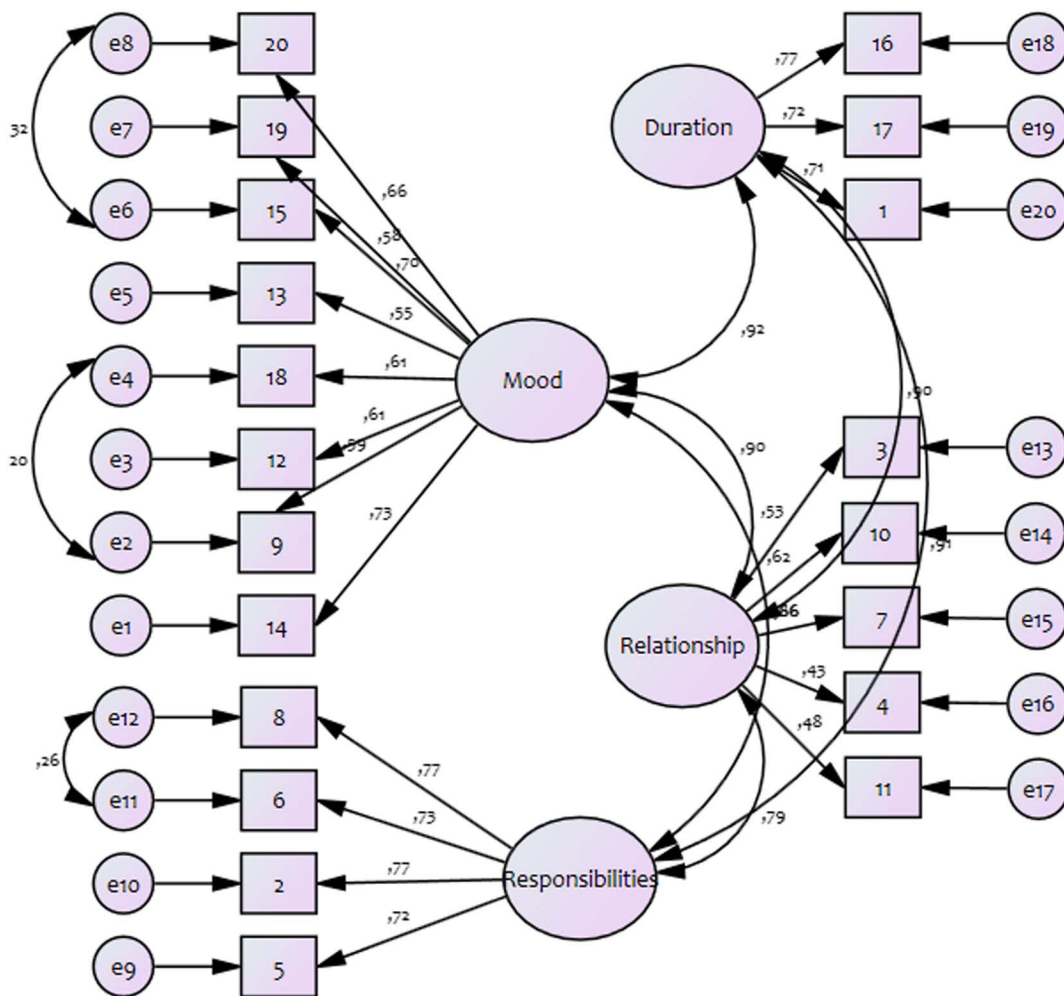 e8
20
16
e18
,77
Duration
32
e7
19
,72
17
e19
,71
e6
15
,66
1
e20
,58
,70
e5
13
,55
,92
e4
18
,61
Mood
,90
20
e3
12
,61
,59
,90
3
e13
e2
9
,73
,53
10
e14
,62
,91
e1
14
Relationship
7
e15
,43
4
e16
e12
8
,48
,26
,77
11
e17
e11
6
,73
,79
e10
2
,77
Responsibilities
,72
e9
5